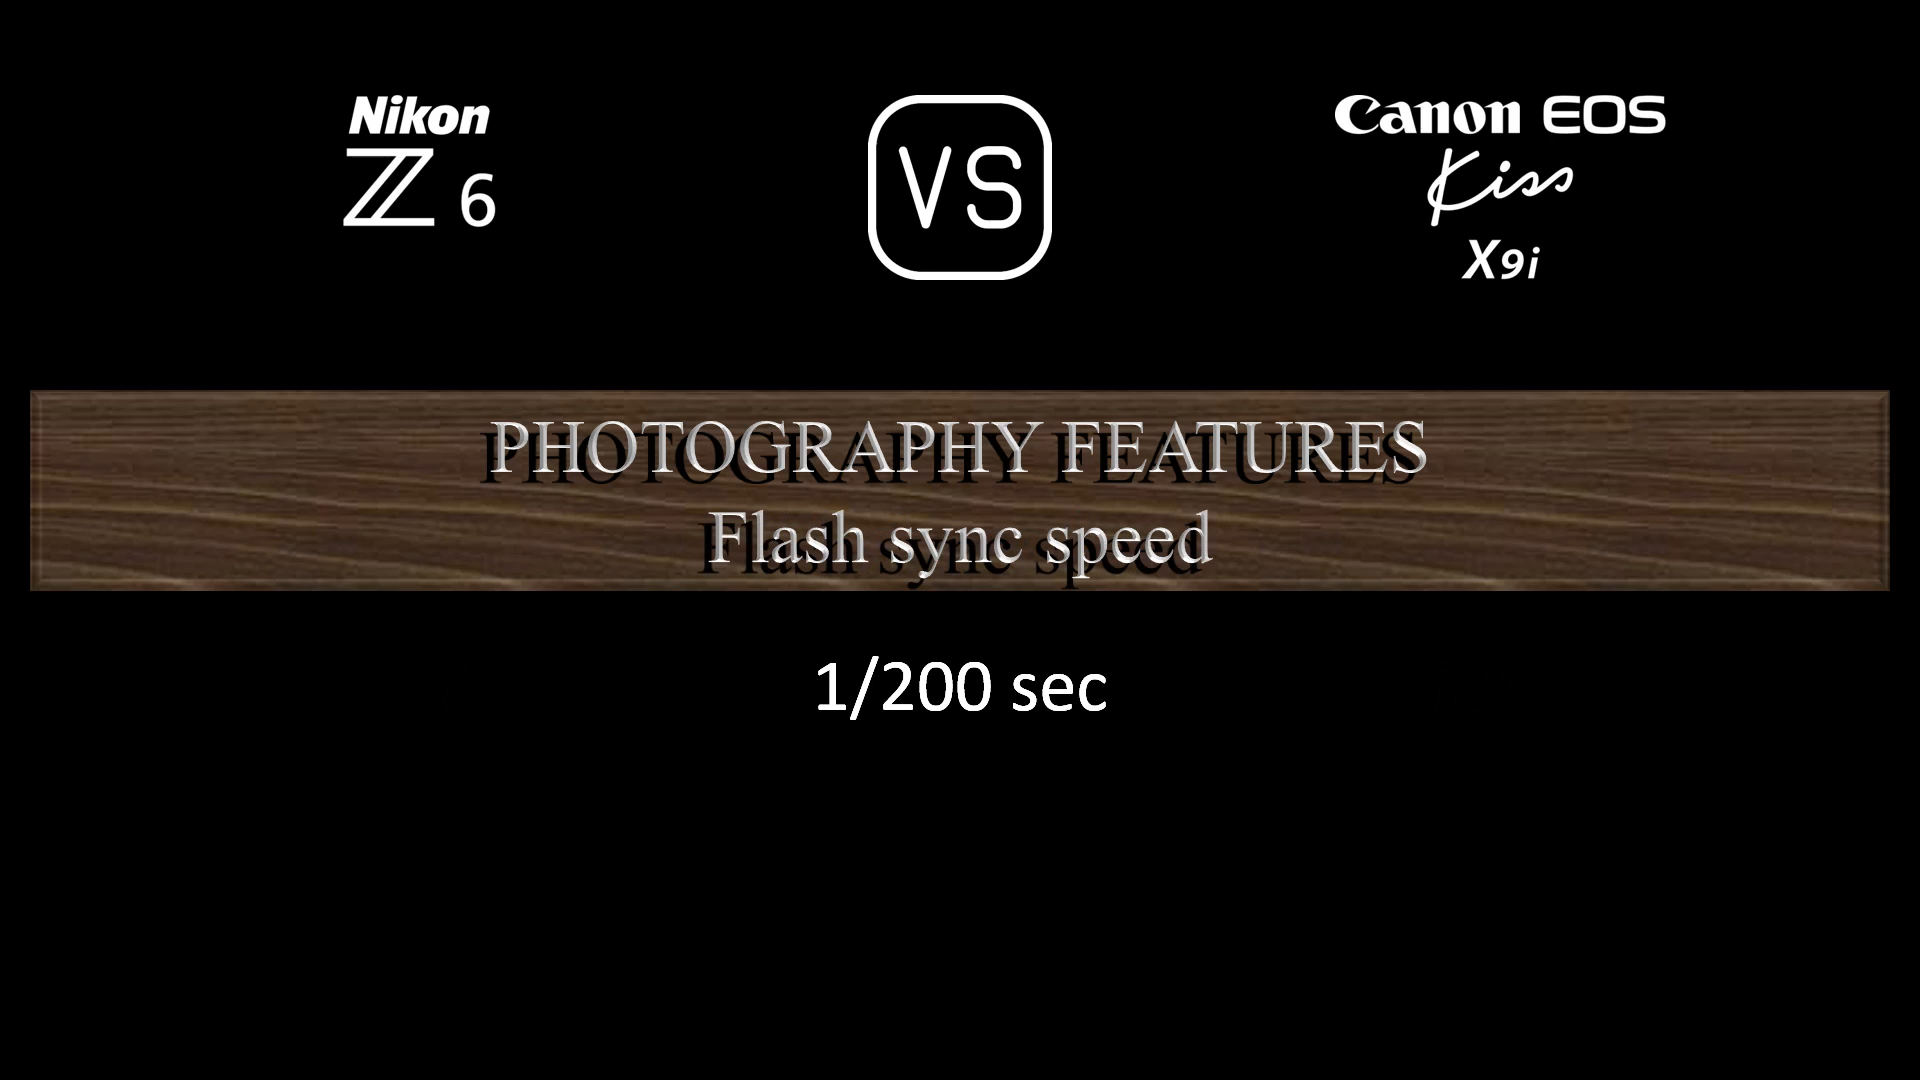 Nikon
Z 6
VS
Canon EOS
Kiss
X9i
PHOTOGRAPHY FEATURES
Flash sync speed
1/200 sec